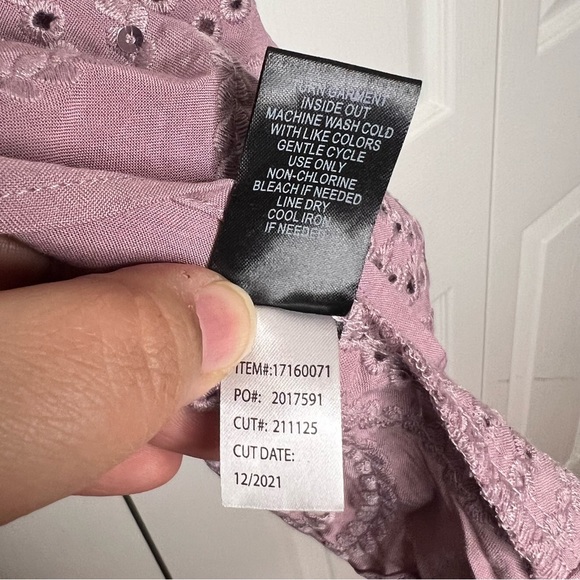 TURN GARMENT
INSIDE OUT
MACHINE WASH COLD
WITH LIKE COLORS
GENTLE CYCLE
USE ONLY
NON-CHLORINE
BLEACH IF NEEDED
LINE DRY
COOL IRON
IF NEEDED
ITEM#:17160071
PO#: 2017591
CUT#: 211125
CUT DATE:
12/2021